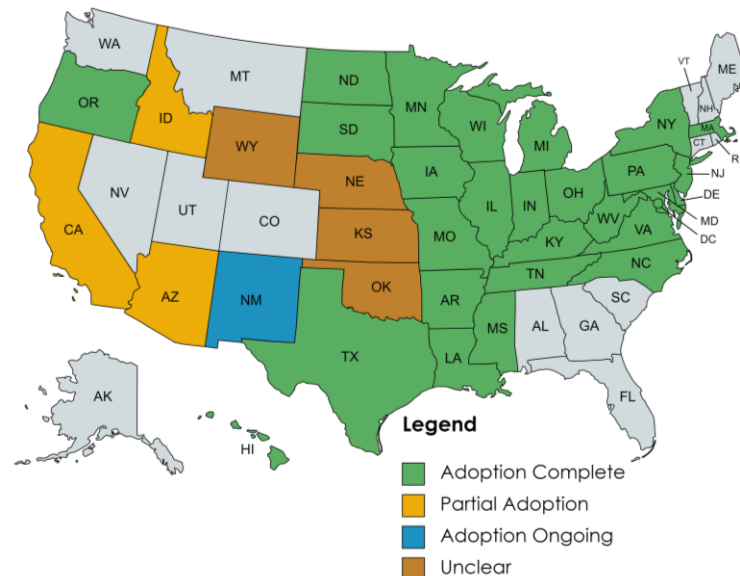 WA
MT
ND
MN
OR
ID
SD
WI
MI
WY
IA
NE
NV
UT
CO
CA
AZ
NM
KS
OK
TX
MO
AR
LA
IL
IN
OH
KY
TN
MS
AL
GA
SC
FL
NC
VA
WV
PA
NY
VT
NH
ME
MA
CT
R
NJ
DE
MD
DC
AK
HI
Legend
Adoption Complete
Partial Adoption
Adoption Ongoing
Unclear